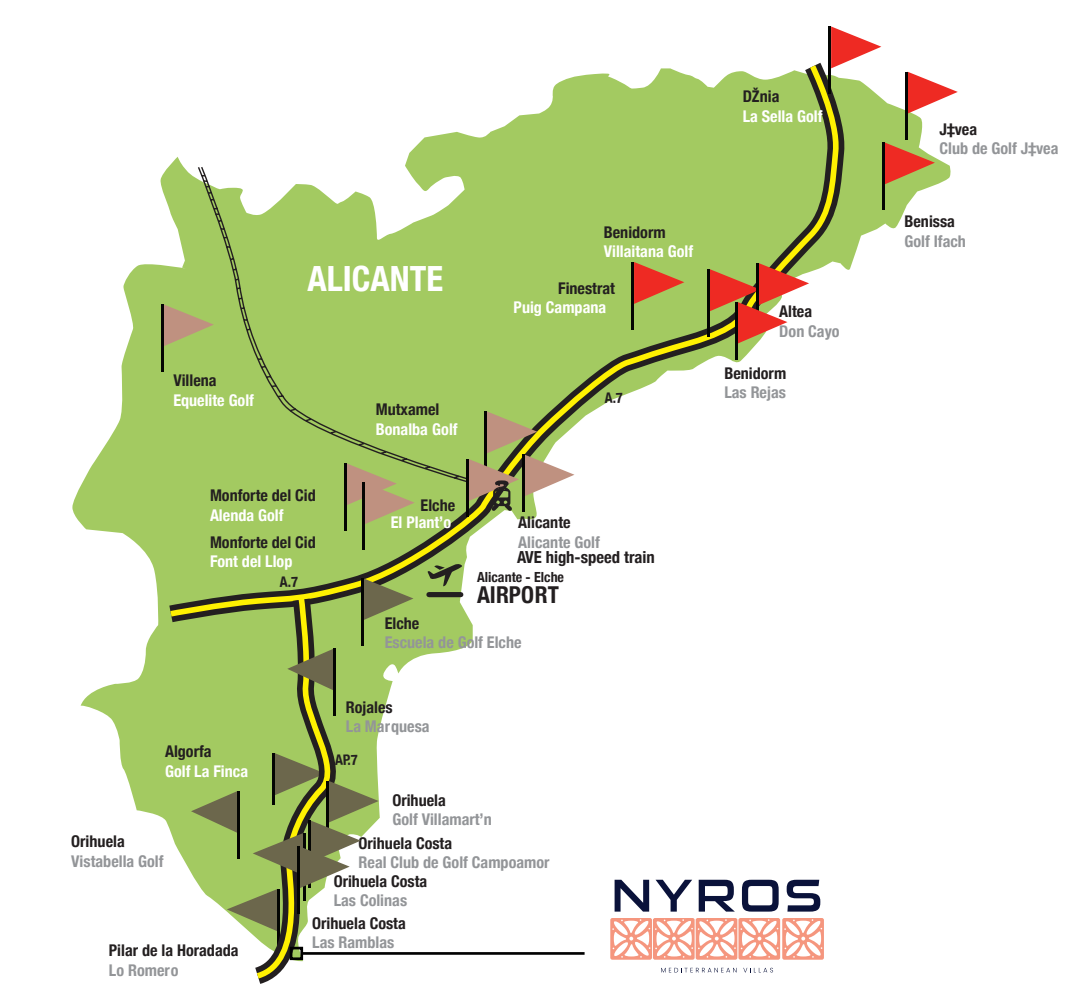 DŽnia
La Sella Golf
J‡vea
Club de Golf J‡vea
Benissa
Golf Ifach
Benidorm
Villaitana Golf
ALICANTE
Finestrat
Puig Campana
Altea
Don Cayo
Benidorm
Las Rejas
Villena
Equelite Golf
A.7
Mutxamel
Bonalba Golf
Monforte del Cid
Alenda Golf
Elche
El Plant'o
Alicante
Alicante Golf
AVE high-speed train
Monforte del Cid
Font del Llop
A.7
Alicante - Elche
AIRPORT
Elche
Escuela de Golf Elche
Rojales
La Marquesa
Algorfa
Golf La Finca
AP.7
Orihuela
Golf Villamart'n
Orihuela
Vistabella Golf
Orihuela Costa
Real Club de Golf Campoamor
Orihuela Costa
Las Colinas
Orihuela Costa
Las Ramblas
Pilar de la Horadada
Lo Romero
NYROS
MEDITERRANEAN VILLAS